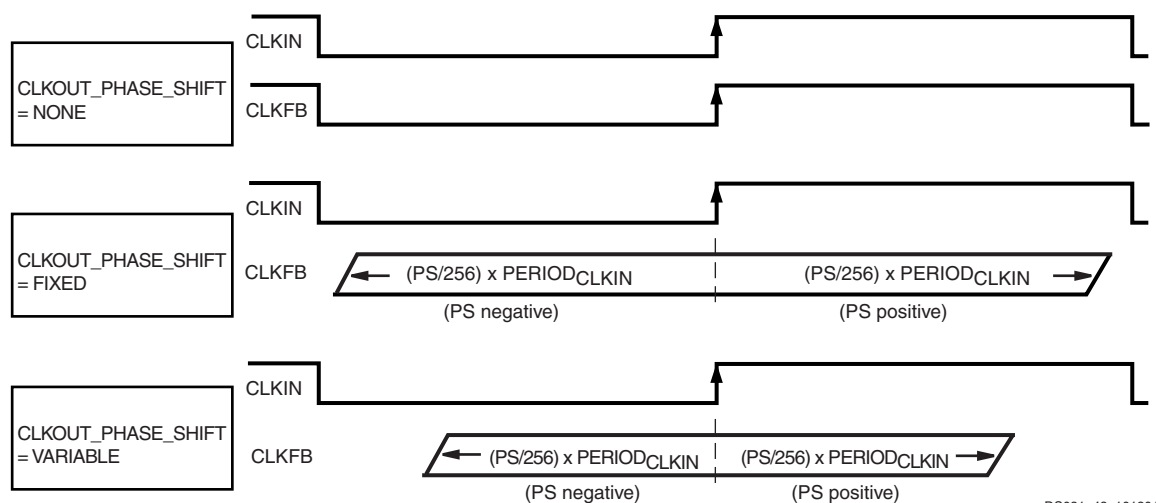 CLKIN
CLKOUT_PHASE_SHIFT
= NONE
CLKFB
CLKIN
CLKOUT_PHASE_SHIFT
= FIXED
CLKFB
(PS/256) x PERIODCLKIN
(PS/256) x PERIODCLKIN
(PS negative)
(PS positive)
CLKIN
CLKOUT_PHASE_SHIFT
= VARIABLE
CLKFB
(PS/256) x PERIODCLKIN
(PS/256) x PERIODCLKIN
(PS negative)
(PS positive)